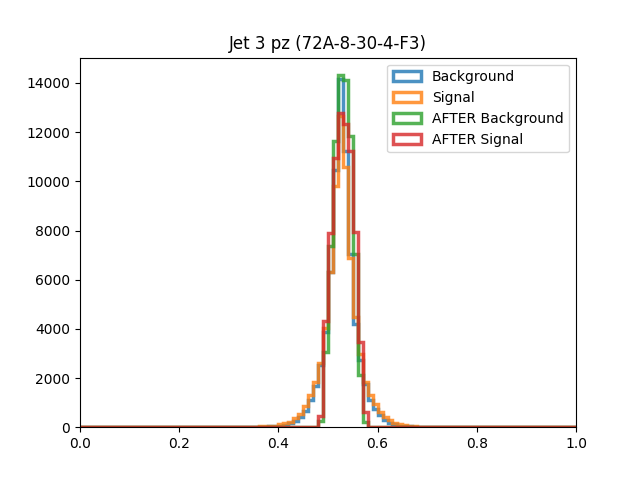 Jet 3 pz (72A-8-30-4-F3)
14000
12000
10000
8000
6000
4000
2000
0
0.0 0.2 0.4 0.6 0.8 1.0
Background
Signal
AFTER Background
AFTER Signal